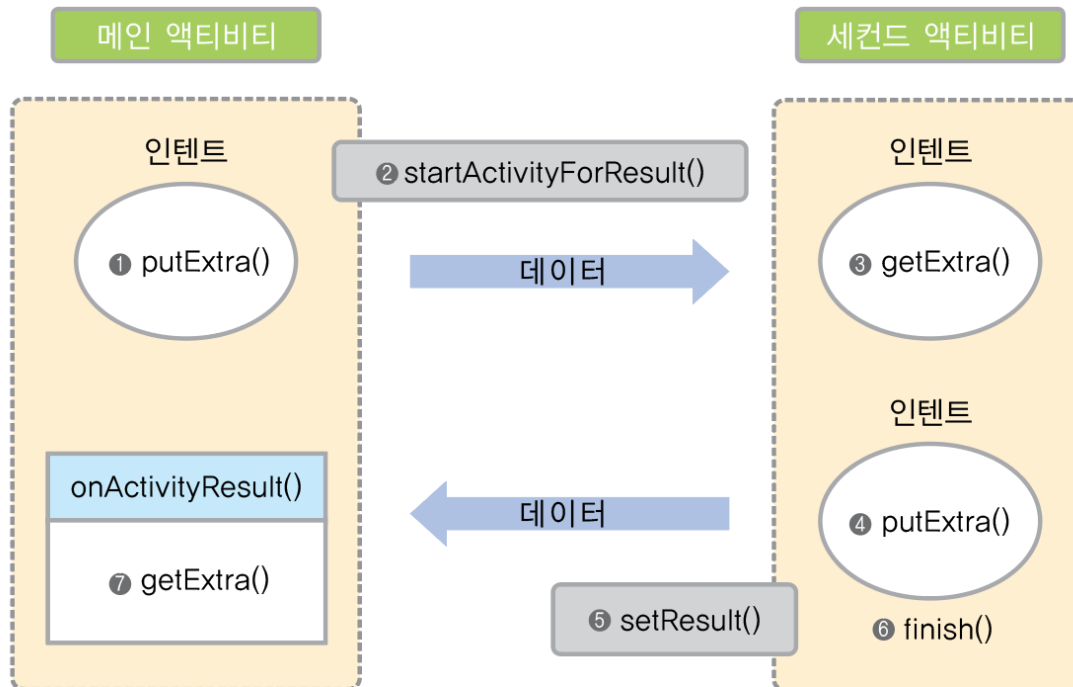 메인 액티비티
세컨드 액티비티
인텐트
❷ startActivityForResult()
인텐트
❶ putExtra()
데이터
❸ getExtra()
인텐트
onActivityResult()
데이터
❹ putExtra()
❼ getExtra()
❺ setResult()
❻ finish()